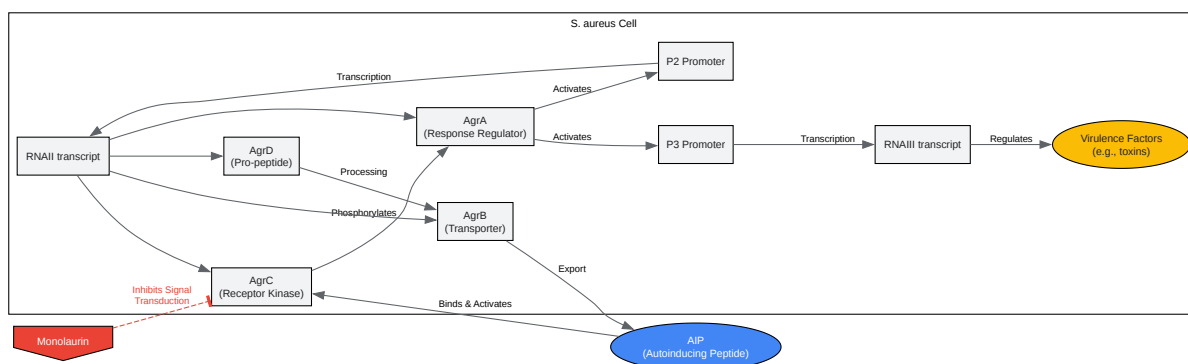 S. aureus Cell
P2 Promoter
Transcription
Activates
AgrA
(Response Regulator)
Activates
P3 Promoter
Transcription
RNAIII transcript
Regulates
Virulence Factors
(e.g., toxins)
RNAII transcript
AgrD
(Pro-peptide)
Processing
Phosphorylates
AgrB
(Transporter)
Export
AgrC
(Receptor Kinase)
Inhibits Signal
Transduction
Binds & Activates
Monolaurin
AIP
(Autoinducing Peptide)